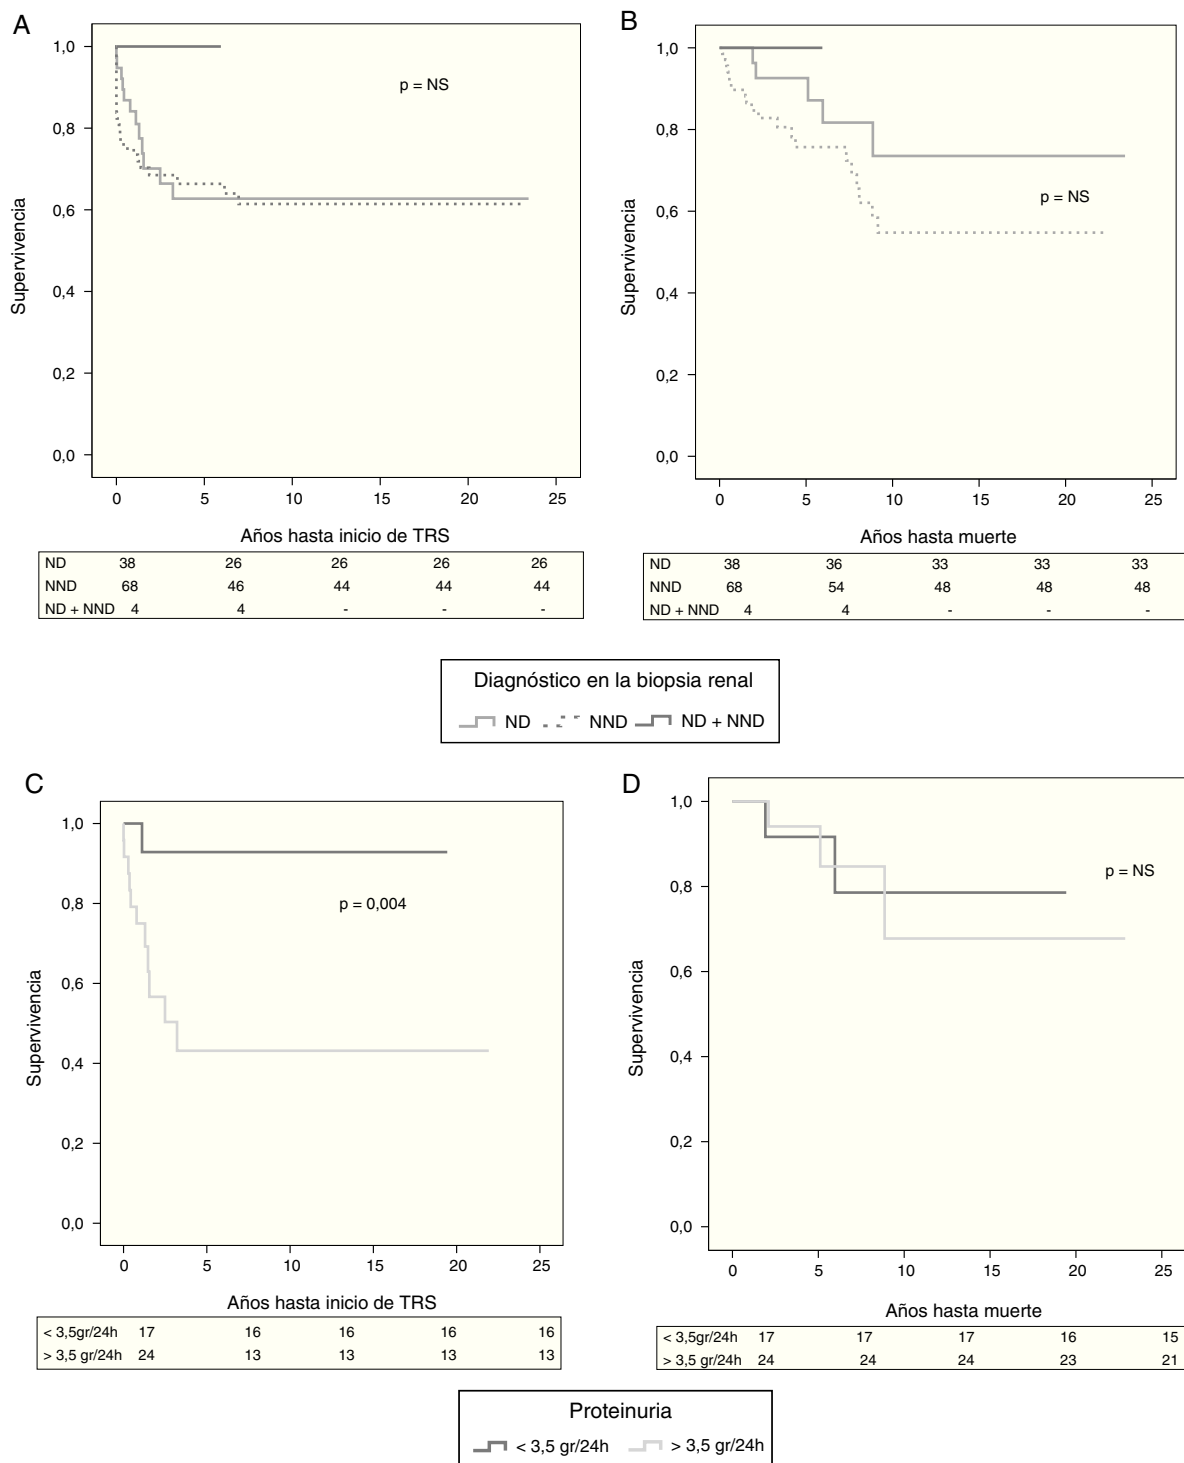 A
1,0
0,8
0,6
0,4
0,2
0,0
Supervivencia
p = NS
0 5 10 15 20 25
Años hasta inicio de TRS
ND 38 26 26 26 26
NND 68 46 44 44 44
ND + NND 4 4 - - -
B
1,0
0,8
0,6
0,4
0,2
0,0
Supervivencia
p = NS
0 5 10 15 20 25
Años hasta muerte
ND 38 36 33 33 33
NND 68 54 48 48 48
ND + NND 4 4 - - -
Diagnóstico en la biopsia renal
ND NND ND + NND
C
1,0
0,8
0,6
0,4
0,2
0,0
Supervivencia
p = 0,004
0 5 10 15 20 25
Años hasta inicio de TRS
< 3,5gr/24h 17 16 16 16 16
> 3,5 gr/24h 24 13 13 13 13
D
1,0
0,8
0,6
0,4
0,2
0,0
Supervivencia
p = NS
0 5 10 15 20 25
Años hasta muerte
< 3,5gr/24h 17 17 17 16 15
> 3,5 gr/24h 24 24 24 23 21
Proteinuria
< 3,5 gr/24h > 3,5 gr/24h